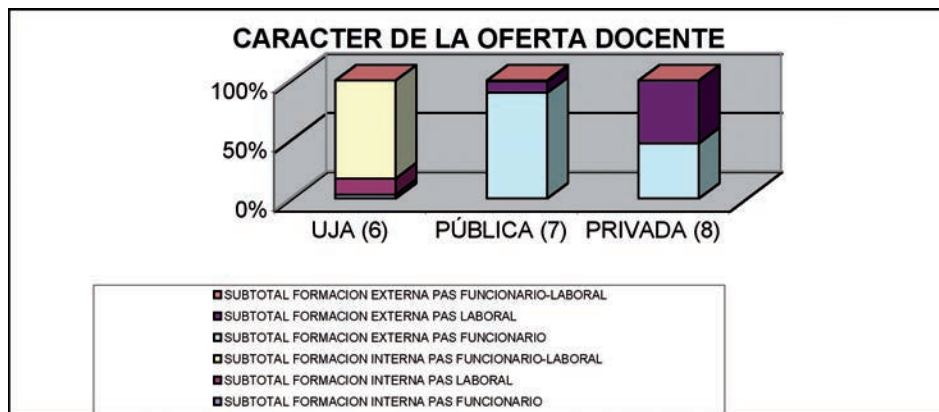 CARACTER DE LA OFERTA DOCENTE
100%
50%
0%
UJA (6) PÚBLICA (7) PRIVADA (8)
SUBTOTAL FORMACION EXTERNA PAS FUNCIONARIO-LABORAL
SUBTOTAL FORMACION EXTERNA PAS LABORAL
SUBTOTAL FORMACION EXTERNA PAS FUNCIONARIO
SUBTOTAL FORMACION INTERNA PAS FUNCIONARIO-LABORAL
SUBTOTAL FORMACION INTERNA PAS LABORAL
SUBTOTAL FORMACION INTERNA PAS FUNCIONARIO